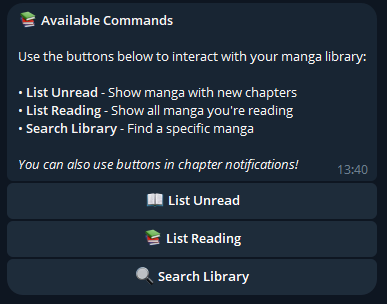 📚 Available Commands
Use the buttons below to interact with your manga library:
• List Unread - Show manga with new chapters
• List Reading - Show all manga you're reading
• Search Library - Find a specific manga
You can also use buttons in chapter notifications!
13:40
📖 List Unread
📚 List Reading
🔍 Search Library